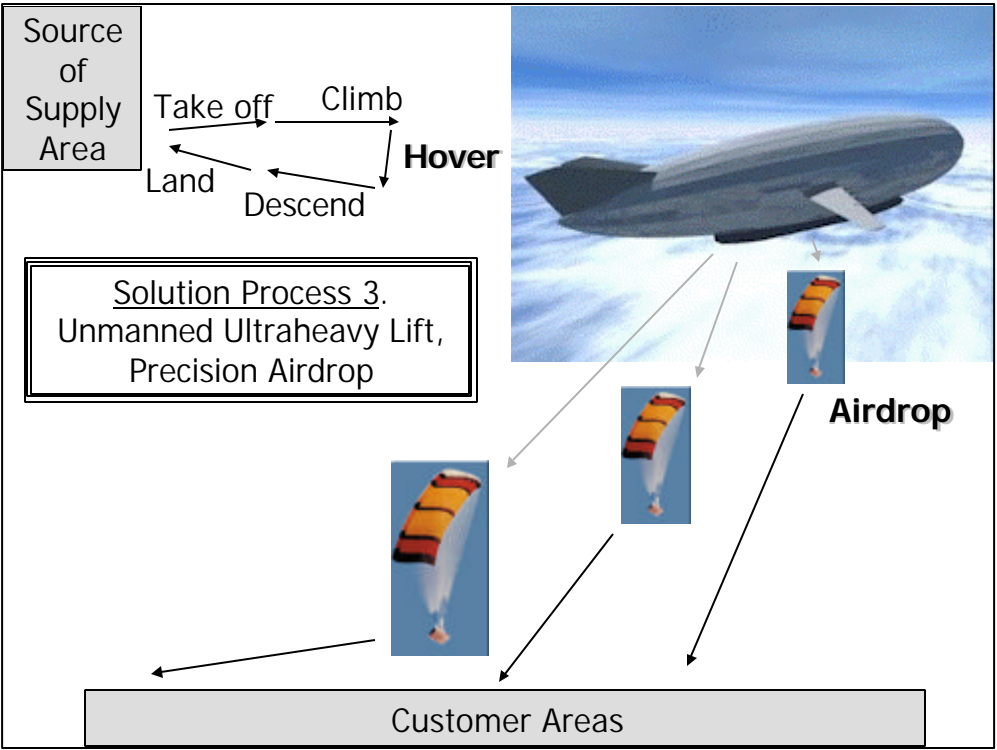 Source
of
Supply
Area
Take off
Climb
Hover
Land
Descend
Solution Process 3.
Unmanned Ultraheavy Lift,
Precision Airdrop
Airdrop
Customer Areas